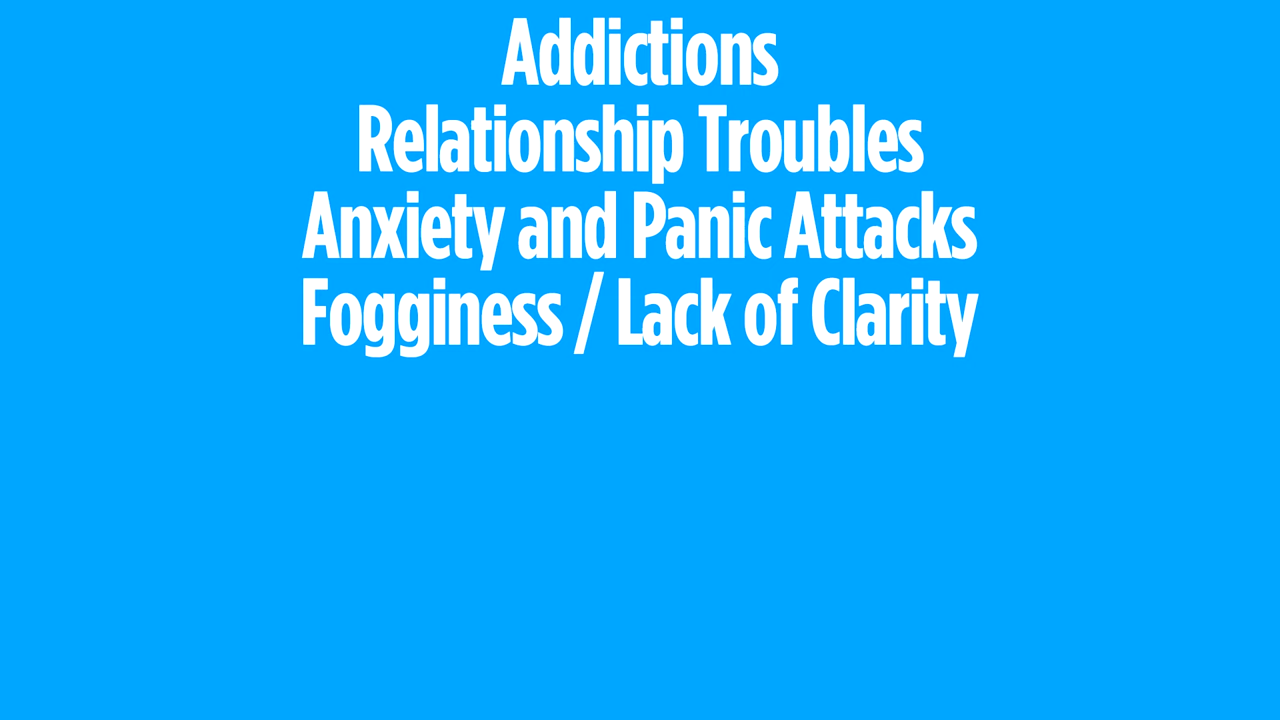 Addictions
Relationship Troubles
Anxiety and Panic Attacks
Fogginess / Lack of Clarity